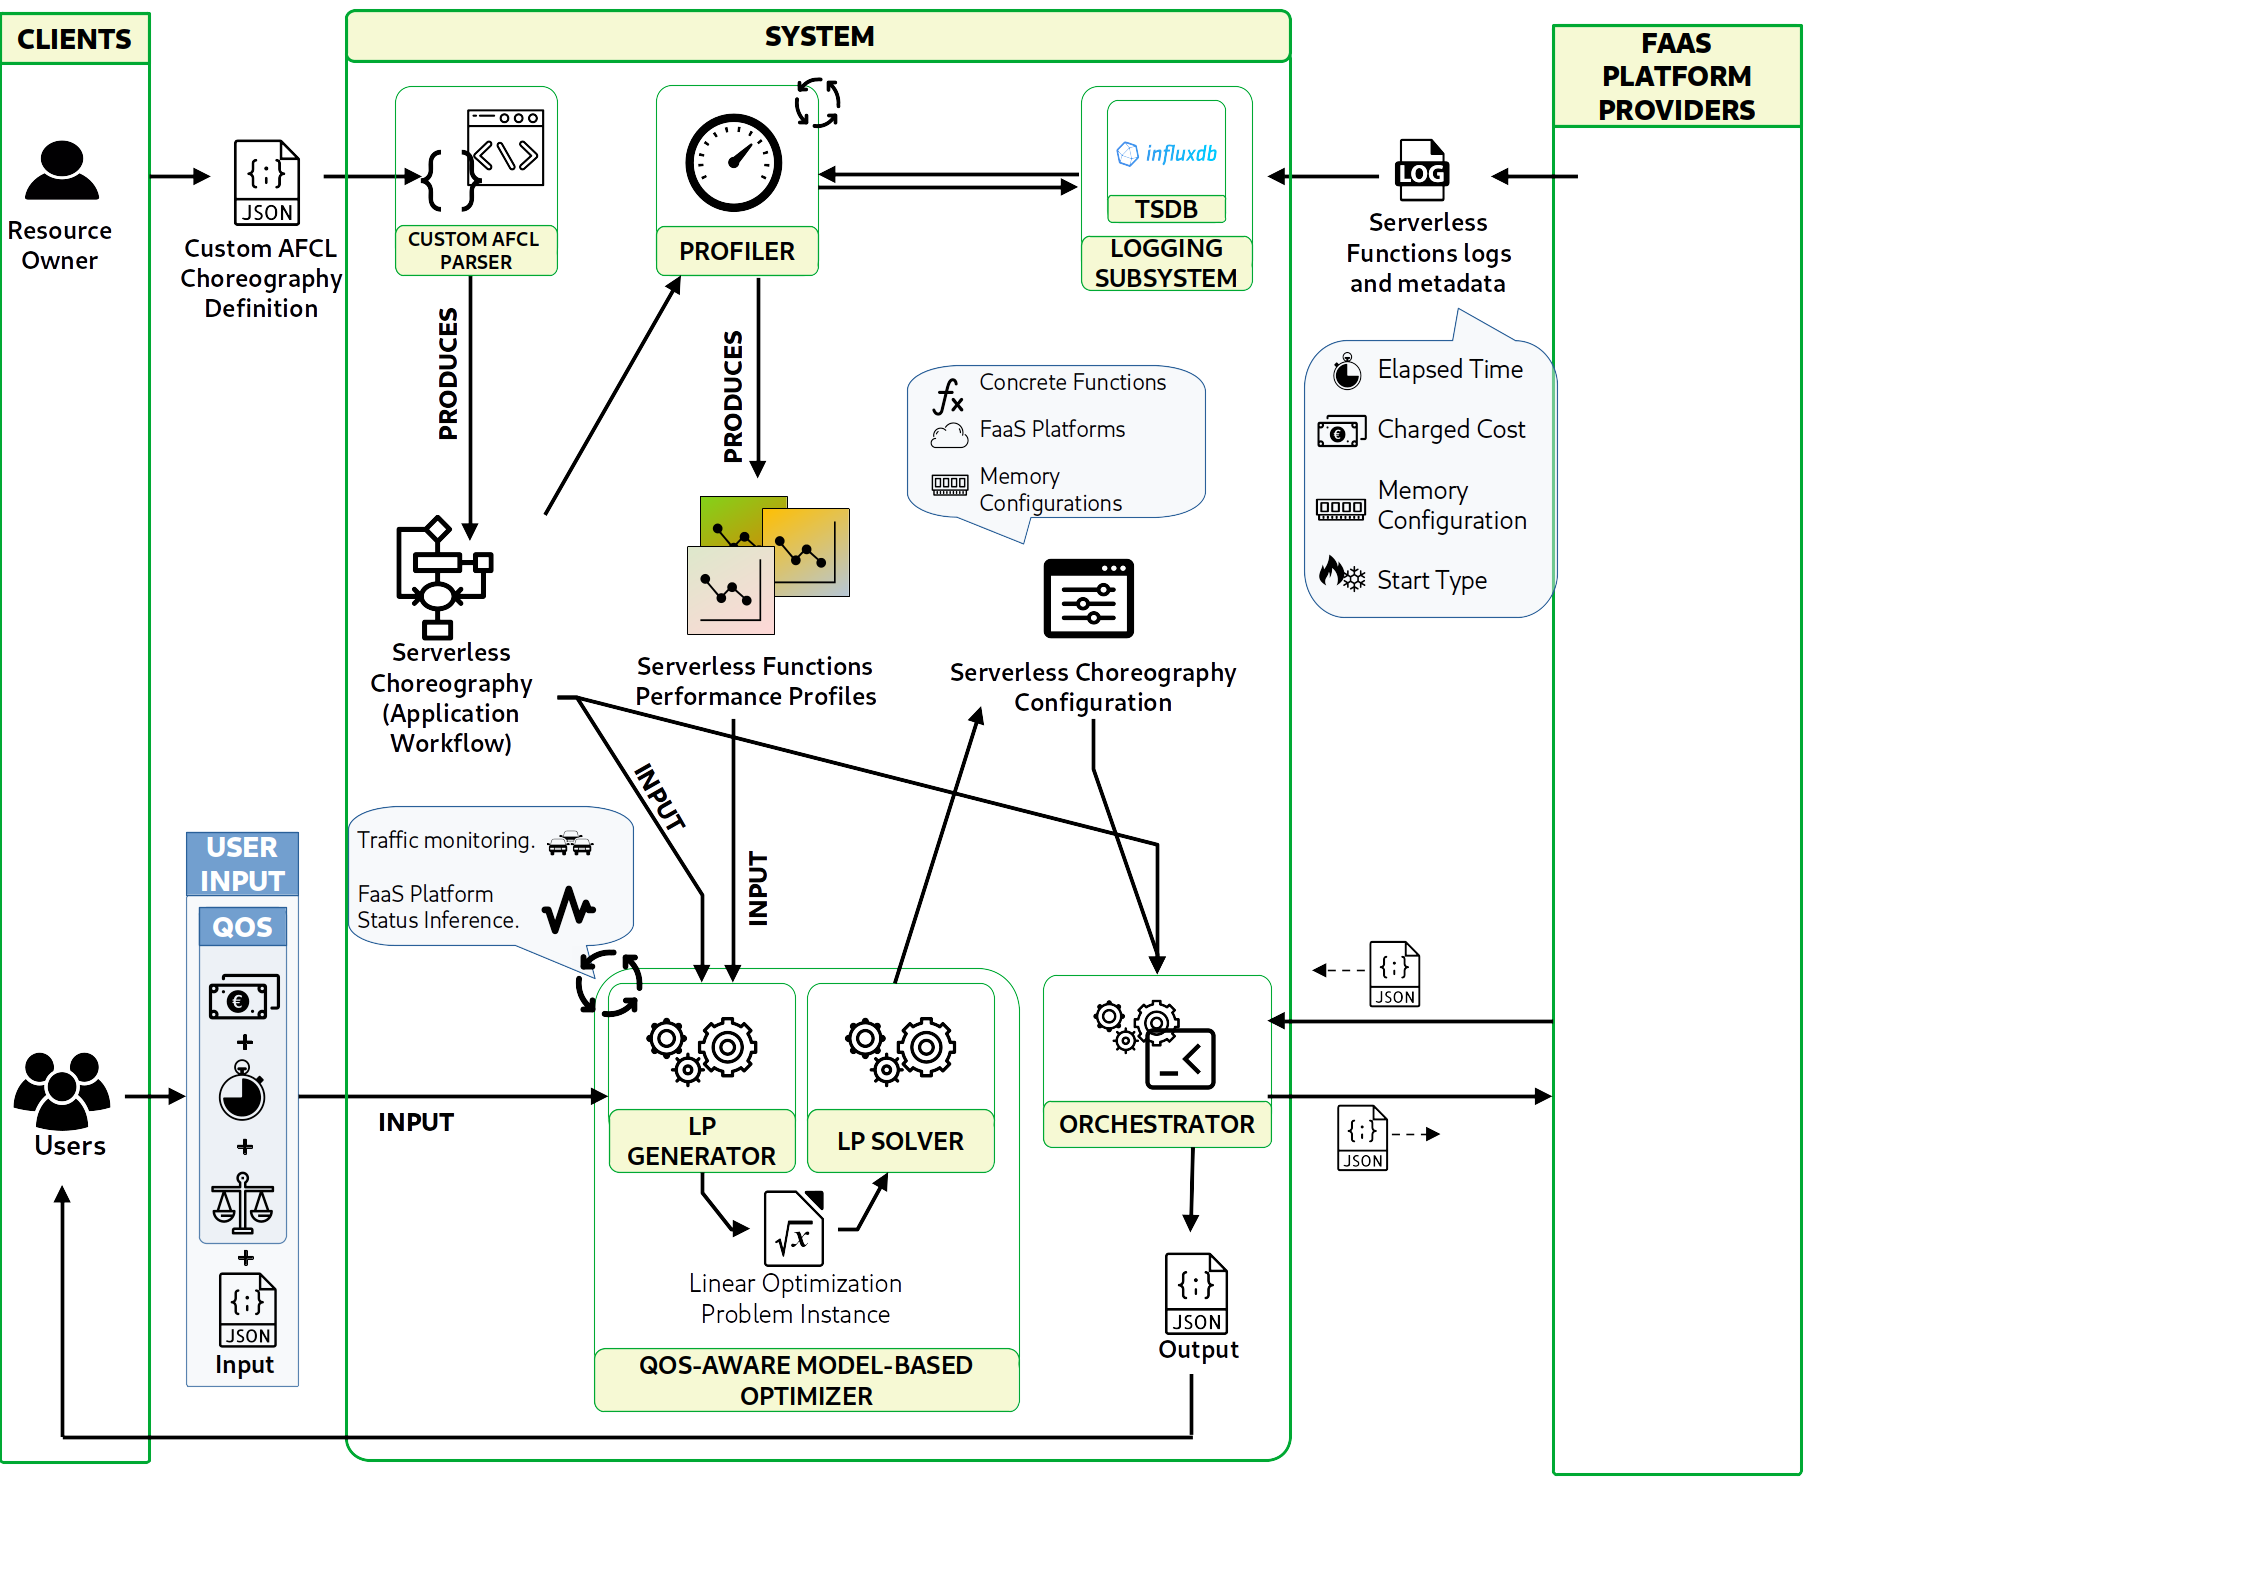 CLIENTS
SYSTEM
FAAS
PLATFORM
PROVIDERS
Resource
Owner
{;}
JSON
Custom AFCL
Choreography
Definition
{ }
<\>
CUSTOM AFCL
PARSER
PROFILER
influxdb
TSDB
LOGGING
SUBSYSTEM
LOG
Serverless
Functions logs
and metadata
Elapsed Time
€
Charged Cost
Memory
Configuration
Start Type
PRODUCES
PRODUCES
fx
Concrete Functions
FaaS Platforms
Memory
Configurations
Serverless
Choreography
(Application
Workflow)
Serverless Functions
Performance Profiles
Serverless Choreography
Configuration
INPUT
INPUT
Traffic monitoring.
FaaS Platform
Status Inference.
USER
INPUT
QOS
€
+
+
+
{;}
JSON
Input
Users
INPUT
LP
GENERATOR
LP SOLVER
√x
Linear Optimization
Problem Instance
QOS-AWARE MODEL-BASED
OPTIMIZER
_<
ORCHESTRATOR
{;}
JSON
{;}
JSON
{;}
JSON
Output